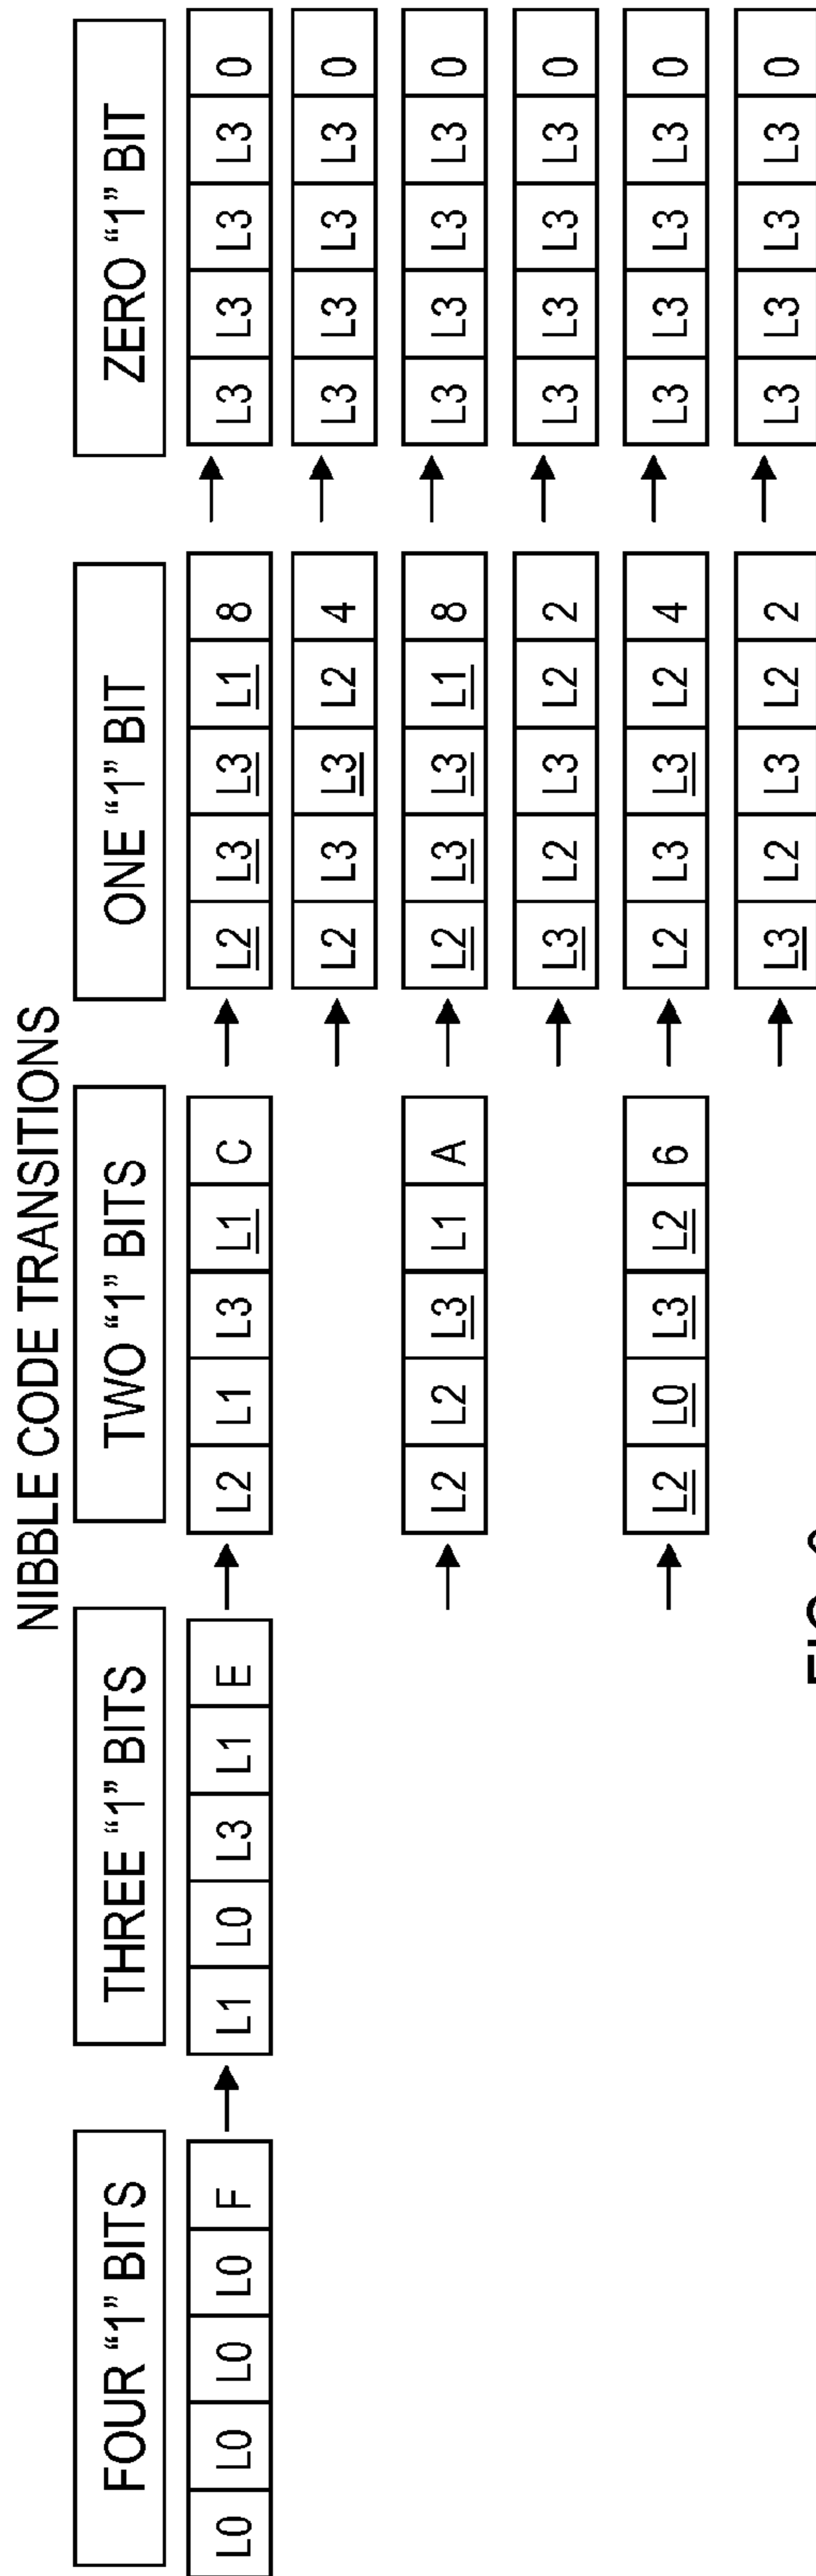 NIBBLE CODE TRANSITIONS
FOUR “1” BITS THREE “1” BITS TWO “1” BITS ONE “1” BIT ZERO “1” BIT
L0 L0 L0 L0 F → L1 L0 L3 L1 E → L2 L1 L3 L1 C → L2 L3 L3 L1 8 → L3 L3 L3 L3 0
→ L2 L3 L3 L2 4 → L3 L3 L3 L3 0
→ L2 L2 L3 L1 A → L2 L3 L3 L1 8 → L3 L3 L3 L3 0
→ L3 L2 L3 L2 2 → L3 L3 L3 L3 0
→ L2 L0 L3 L2 6 → L2 L3 L3 L2 4 → L3 L3 L3 L3 0
→ L3 L2 L3 L2 2 → L3 L3 L3 L3 0